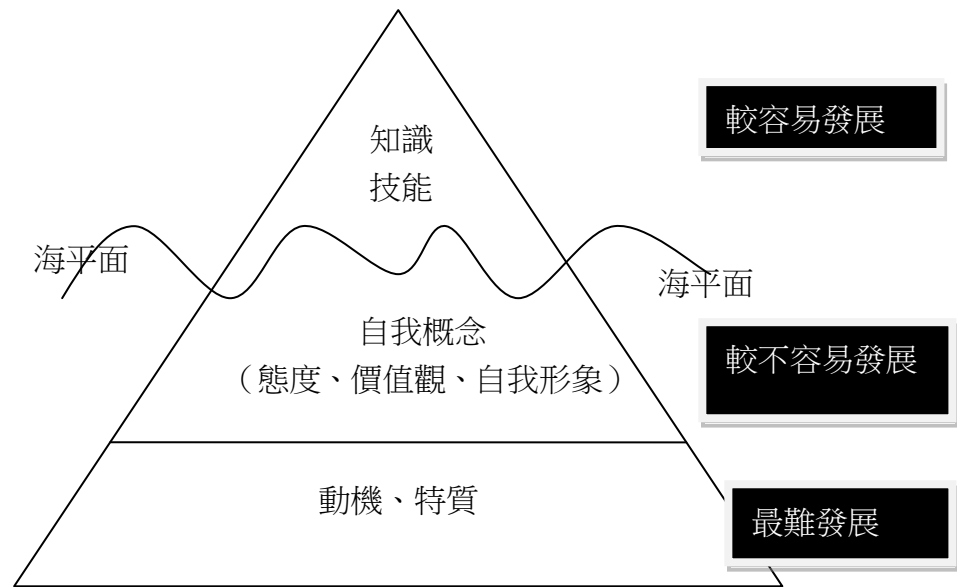 較容易發展
知識
技能
海平面
海平面
自我概念
（態度、價值觀、自我形象）
較不容易發展
動機、特質
最難發展